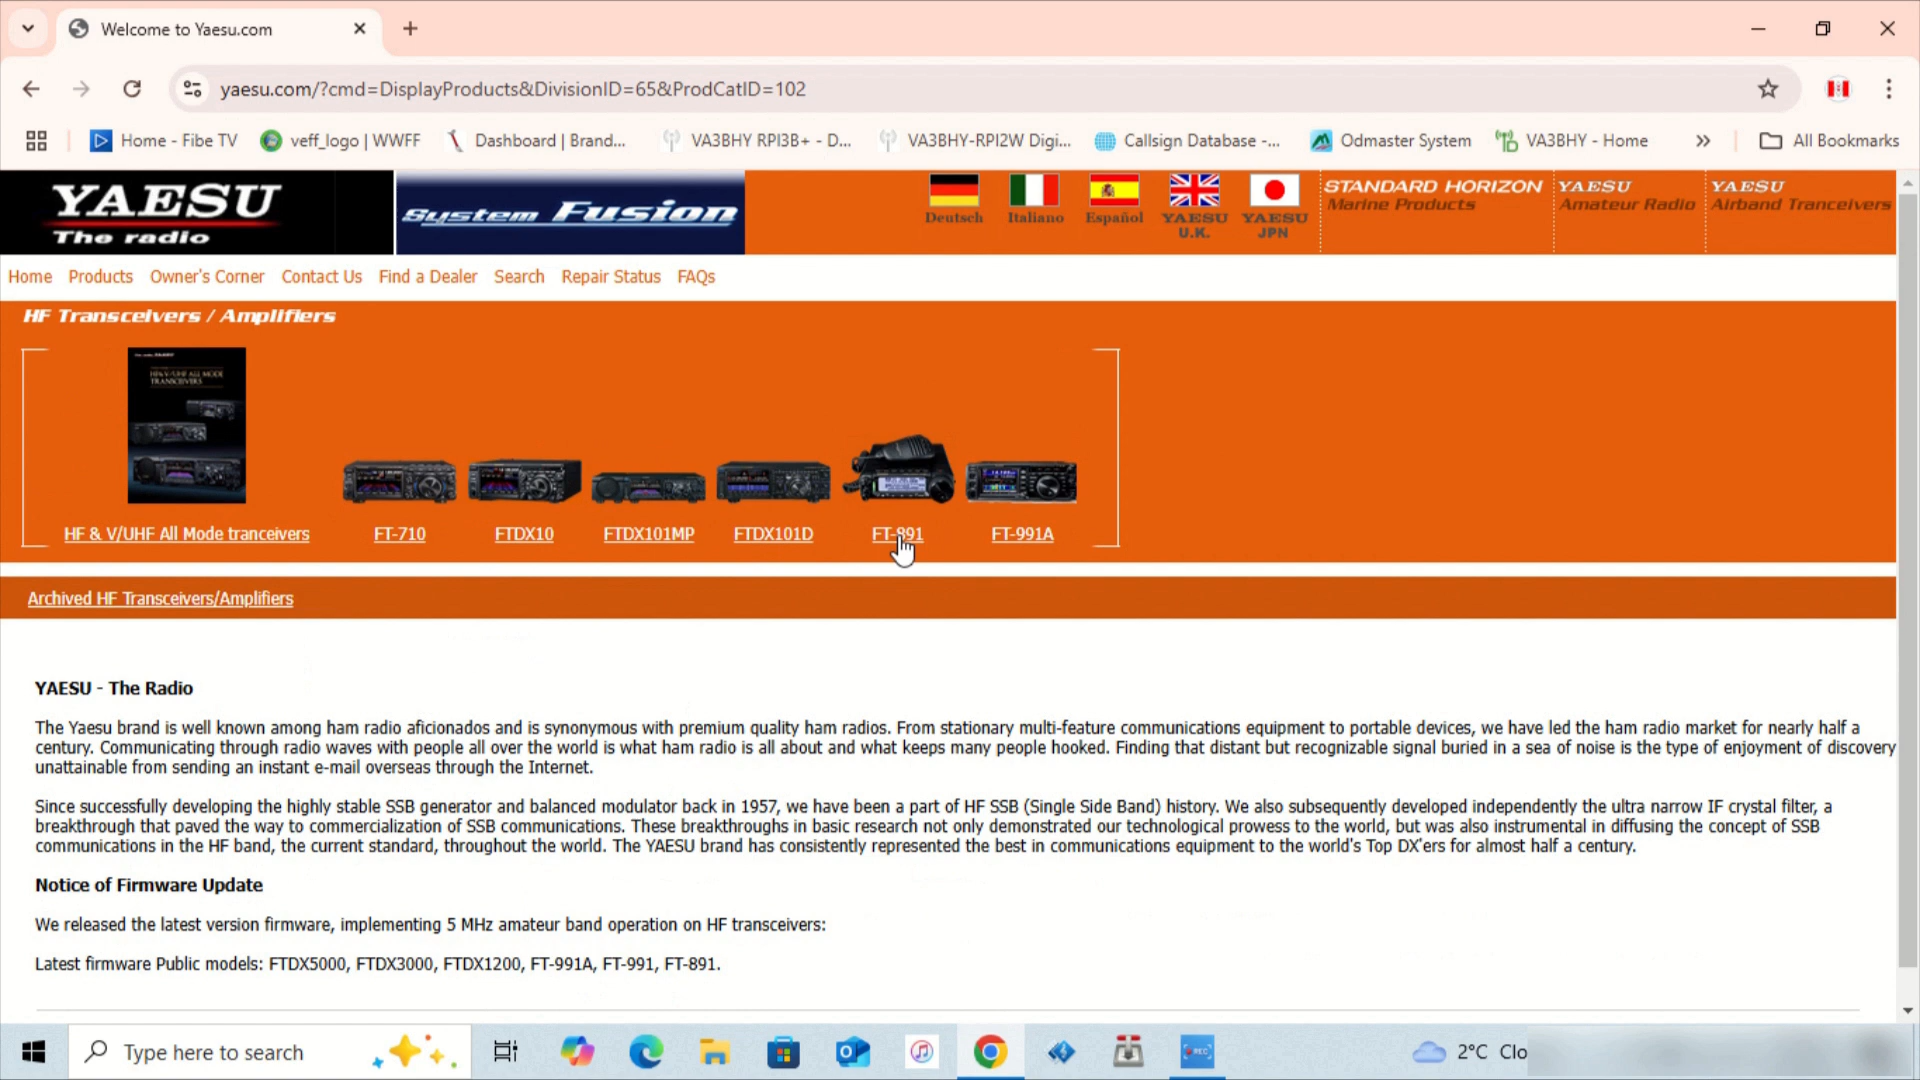 Welcome to Yaesu.com
yaesu.com/?cmd=DisplayProducts&DivisionID=65&ProdCatID=102
Home - Fibe TV
veff_logo | WWFF
Dashboard | Brand...
VA3BHY RPI3B+ - D...
VA3BHY-RPI2W Digi...
Callsign Database -...
Odmaster System
VA3BHY - Home
All Bookmarks
YAESU
The radio
System Fusion
Deutsch
Italiano
Español
YAESU U.K.
YAESU JPN
STANDARD HORIZON
Marine Products
YAESU
Amateur Radio
YAESU
Airband Tranceivers
Home Products Owner's Corner Contact Us Find a Dealer Search Repair Status FAQs
HF Transceivers / Amplifiers
HF & V/UHF All Mode tranceivers
FT-710
FTDX10
FTDX101MP
FTDX101D
FT-891
FT-991A
Archived HF Transceivers/Amplifiers
YAESU - The Radio
The Yaesu brand is well known among ham radio aficionados and is synonymous with premium quality ham radios. From stationary multi-feature communications equipment to portable devices, we have led the ham radio market for nearly half a
century. Communicating through radio waves with people all over the world is what ham radio is all about and what keeps many people hooked. Finding that distant but recognizable signal buried in a sea of noise is the type of enjoyment of discovery
unattainable from sending an instant e-mail overseas through the Internet.
Since successfully developing the highly stable SSB generator and balanced modulator back in 1957, we have been a part of HF SSB (Single Side Band) history. We also subsequently developed independently the ultra narrow IF crystal filter, a
breakthrough that paved the way to commercialization of SSB communications. These breakthroughs in basic research not only demonstrated our technological prowess to the world, but was also instrumental in diffusing the concept of SSB
communications in the HF band, the current standard, throughout the world. The YAESU brand has consistently represented the best in communications equipment to the world's Top DX'ers for almost half a century.
Notice of Firmware Update
We released the latest version firmware, implementing 5 MHz amateur band operation on HF transceivers:
Latest firmware Public models: FTDX5000, FTDX3000, FTDX1200, FT-991A, FT-991, FT-891.
Type here to search
REC
2°C Clo